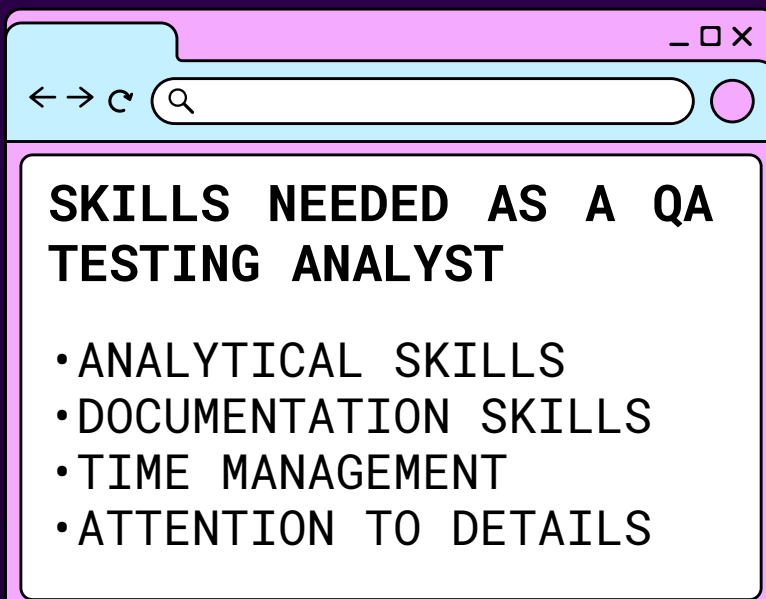 SKILLS NEEDED AS A QA
TESTING ANALYST
•ANALYTICAL SKILLS
•DOCUMENTATION SKILLS
•TIME MANAGEMENT
•ATTENTION TO DETAILS